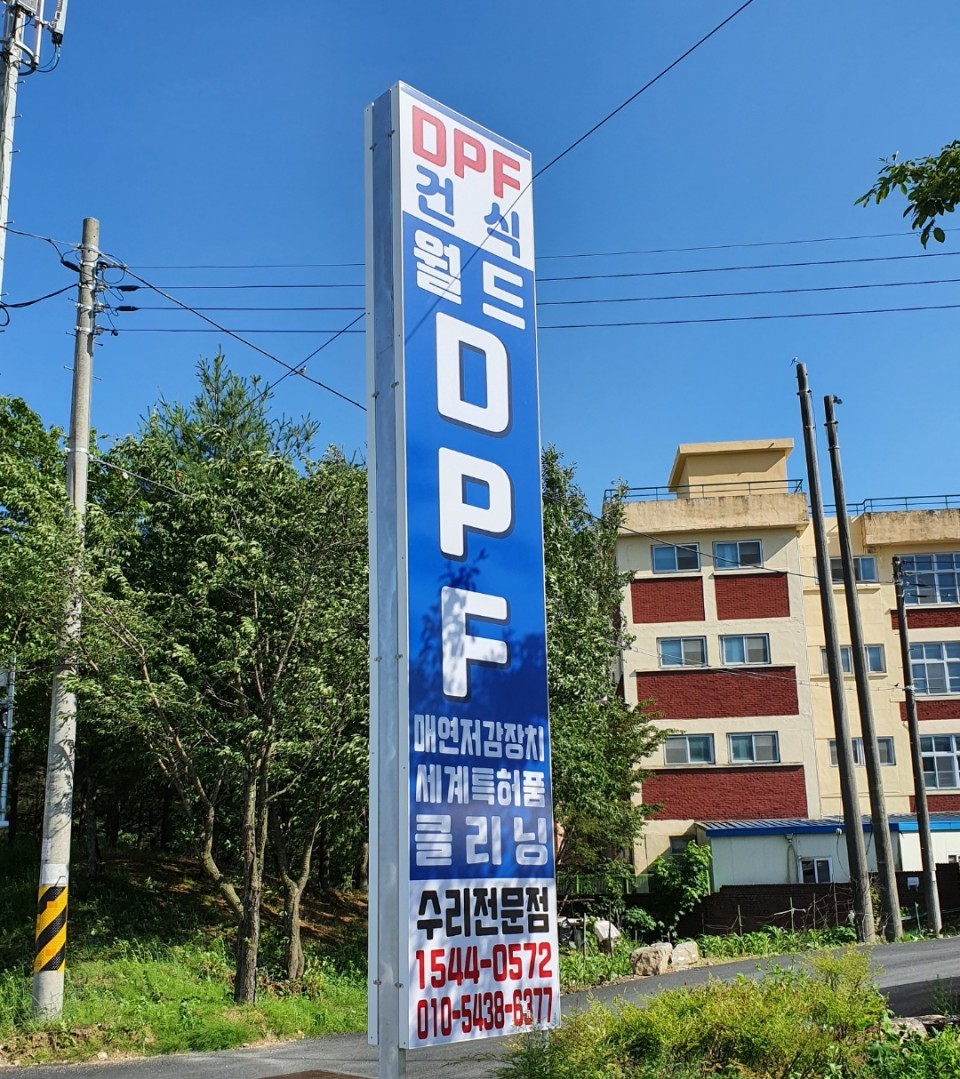 DPF
건식
월드
DPF
매연저감장치
세계특허품
클리닝
수리전문점
1544-0572
010-5438-6377